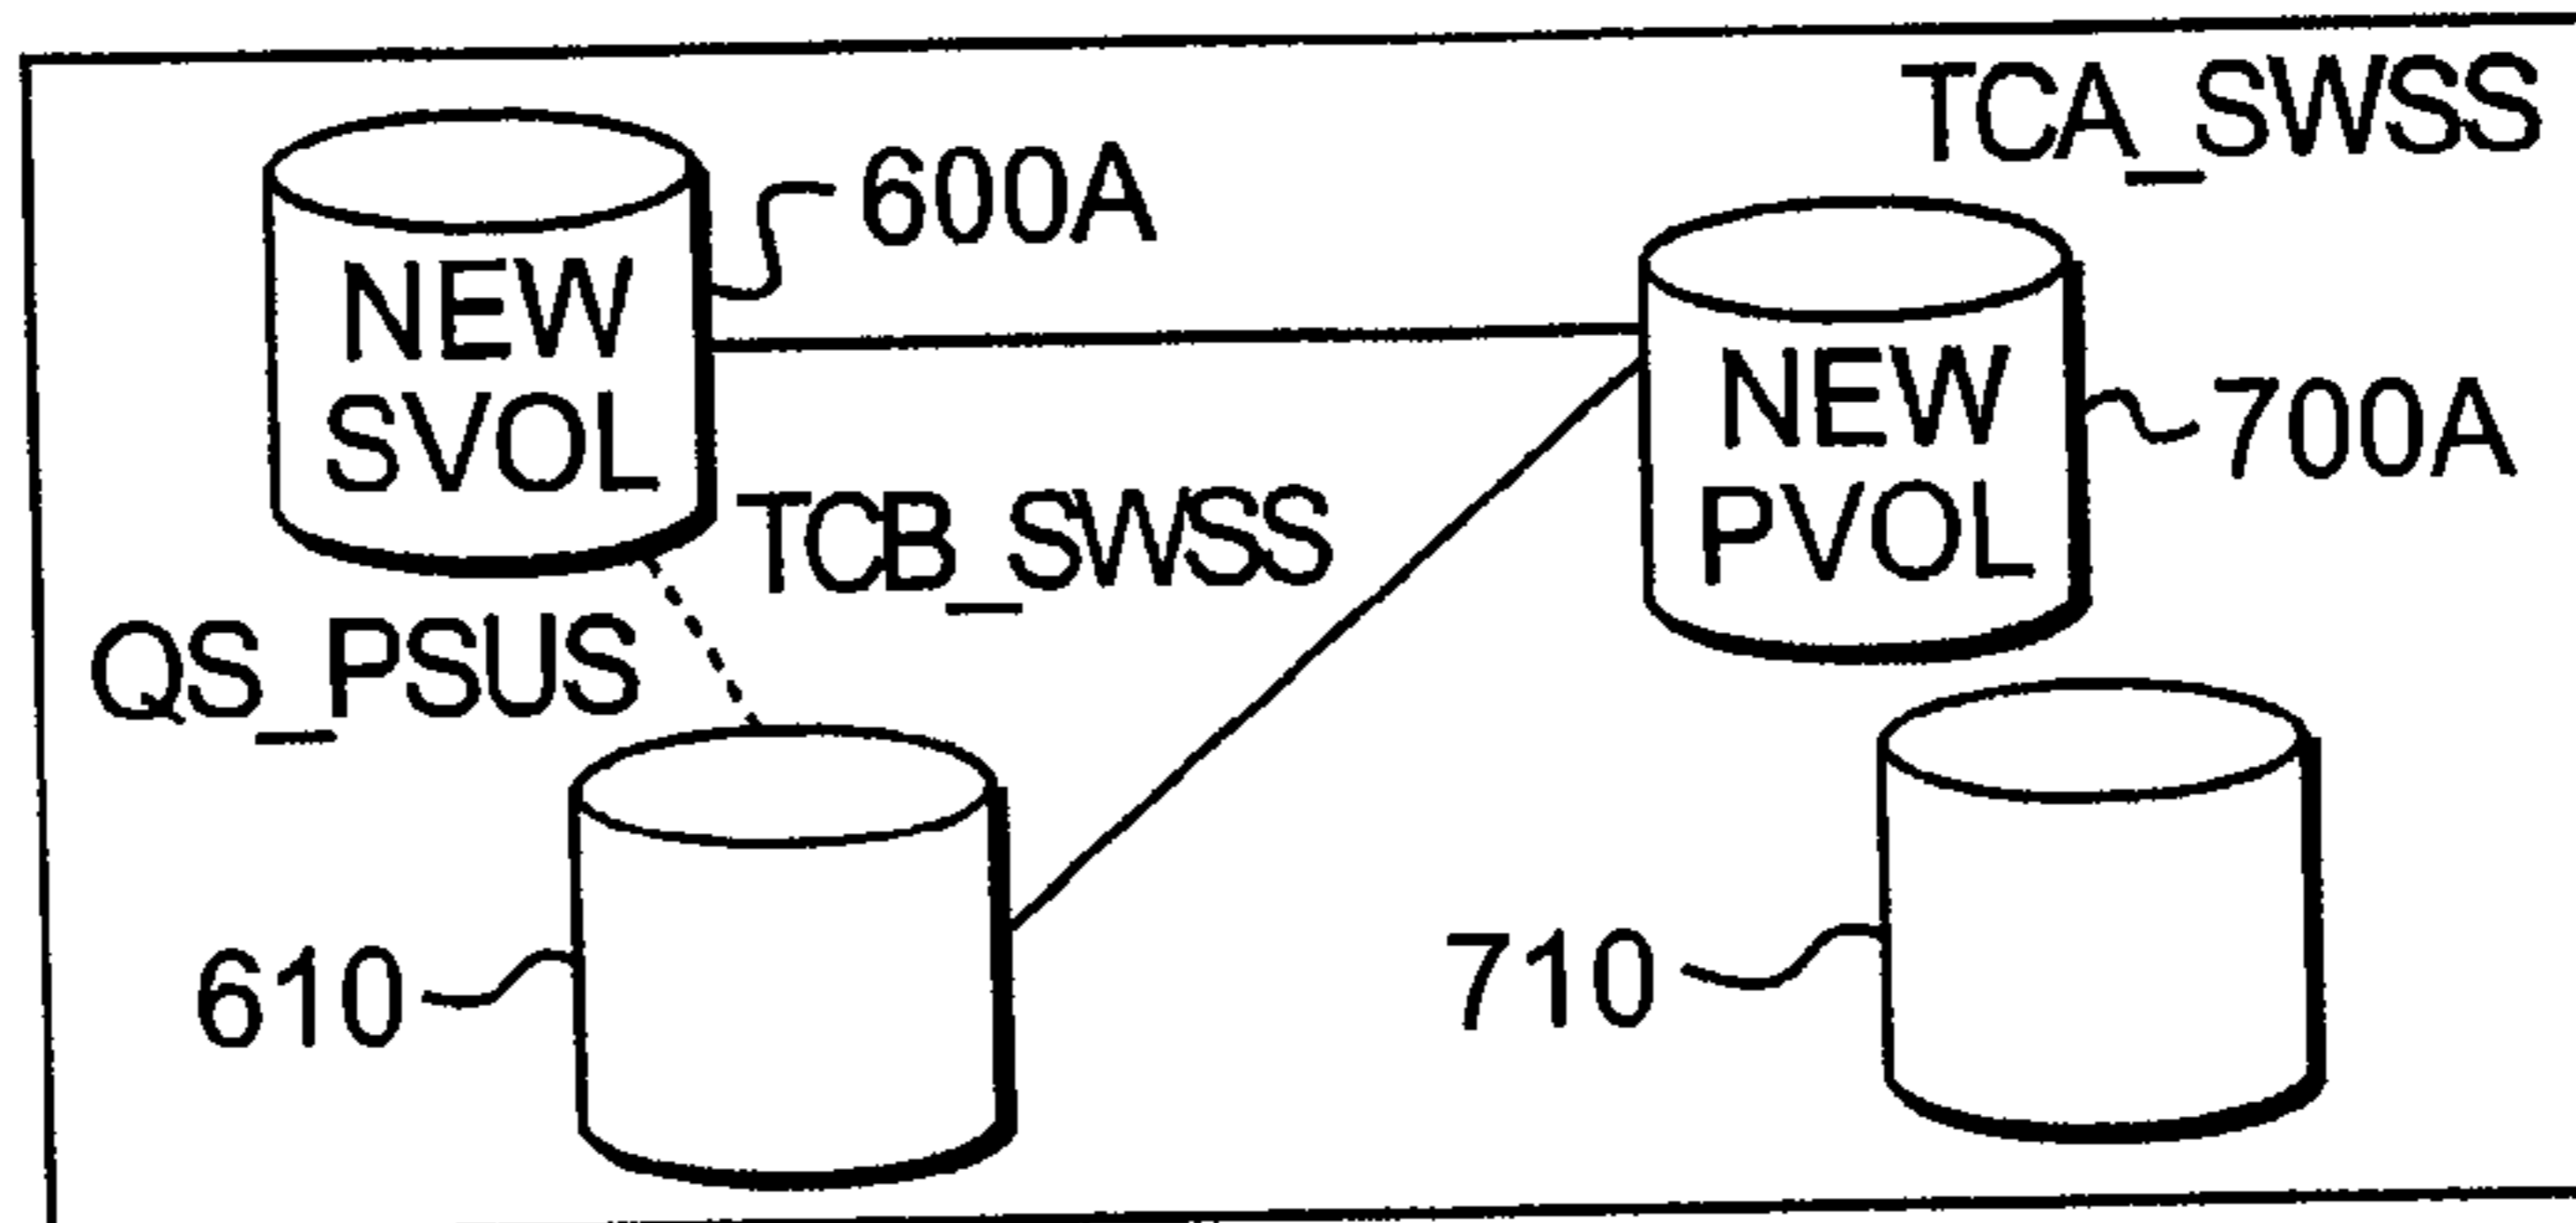 TCA_SWSS
600A
NEW
SVOL
NEW
PVOL
700A
TCB_SWSS
QS_PSUS
610
710